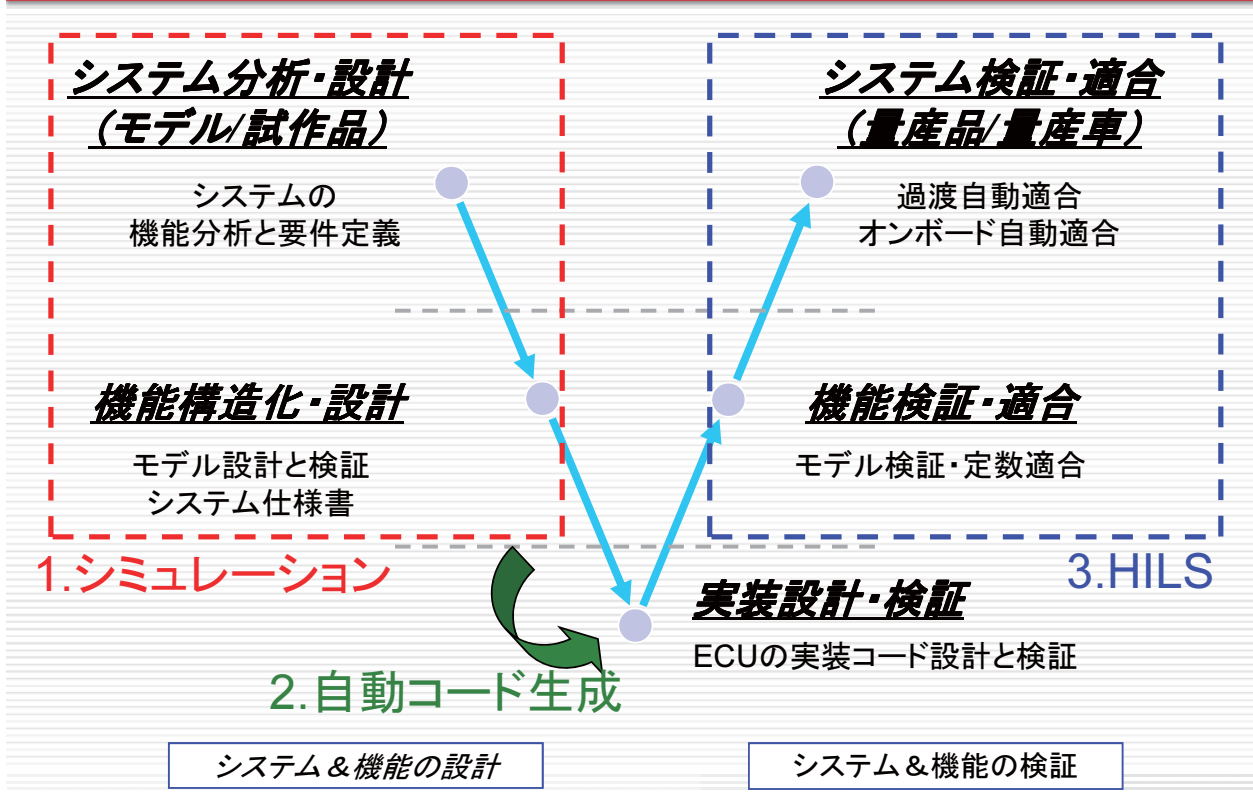 システム分析・設計
(モデル/試作品)
システムの
機能分析と要件定義
機能構造化・設計
モデル設計と検証
システム仕様書
1.シミュレーション
2.自動コード生成
システム検証・適合
(量産品/量産車)
過渡自動適合
オンボード自動適合
機能検証・適合
モデル検証・定数適合
3.HILS
実装設計・検証
ECUの実装コード設計と検証
システム&機能の設計
システム&機能の検証